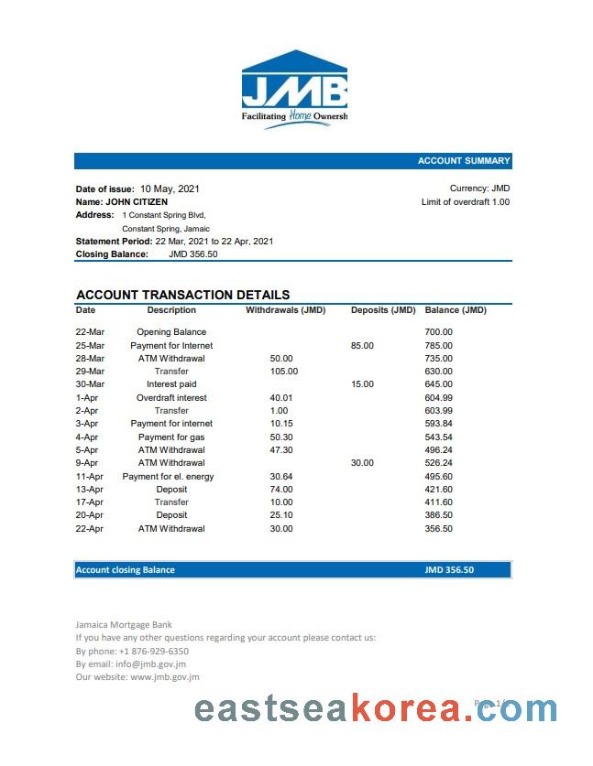 JMB
Facilitating Home Ownersh
ACCOUNT SUMMARY
Date of issue: 10 May, 2021 Currency: JMD
Name: JOHN CITIZEN Limit of overdraft 1.00
Address: 1 Constant Spring Blvd,
Constant Spring, Jamaic
Statement Period: 22 Mar, 2021 to 22 Apr, 2021
Closing Balance: JMD 356.50
ACCOUNT TRANSACTION DETAILS
Date Description Withdrawals (JMD) Deposits (JMD) Balance (JMD)
22-Mar Opening Balance 700.00
25-Mar Payment for Internet 85.00 785.00
28-Mar ATM Withdrawal 50.00 735.00
29-Mar Transfer 105.00 630.00
30-Mar Interest paid 15.00 645.00
1-Apr Overdraft interest 40.01 604.99
2-Apr Transfer 1.00 603.99
3-Apr Payment for internet 10.15 593.84
4-Apr Payment for gas 50.30 543.54
5-Apr ATM Withdrawal 47.30 496.24
9-Apr ATM Withdrawal 30.00 526.24
11-Apr Payment for el. energy 30.64 495.60
13-Apr Deposit 74.00 421.60
17-Apr Transfer 10.00 411.60
20-Apr Deposit 25.10 386.50
22-Apr ATM Withdrawal 30.00 356.50
Account closing Balance JMD 356.50
Jamaica Mortgage Bank
If you have any other questions regarding your account please contact us:
By phone: +1 876-929-6350
By email: info@jmb.gov.jm
Our website: www.jmb.gov.jm
eastseakorea.com